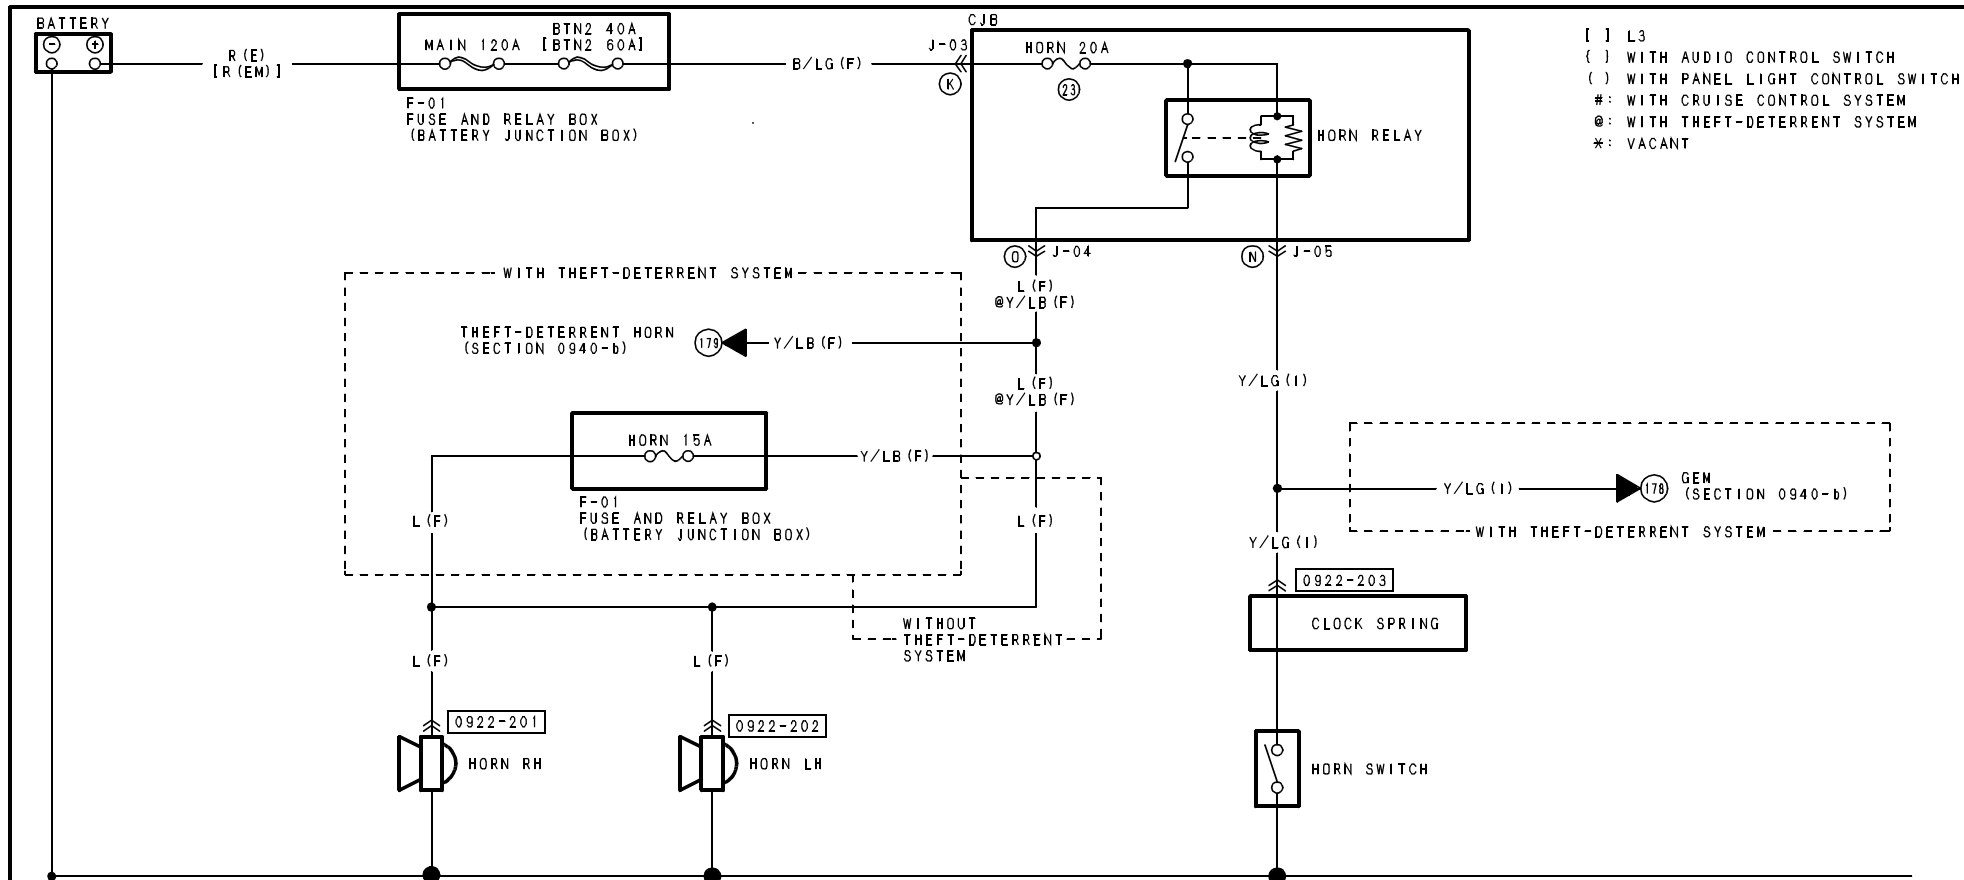 BATTERY
- +
R (E)
[R (EM) ]
MAIN 120A
BTN2 40A
[BTN2 60A]
F-01
FUSE AND RELAY BOX
(BATTERY JUNCTION BOX)
B/LG (F)
J-03
K
CJB
HORN 20A
23
HORN RELAY
[ ] L3
{ } WITH AUDIO CONTROL SWITCH
( ) WITH PANEL LIGHT CONTROL SWITCH
#: WITH CRUISE CONTROL SYSTEM
@: WITH THEFT-DETERRENT SYSTEM
*: VACANT
O J-04
N J-05
WITH THEFT-DETERRENT SYSTEM
L (F)
@Y/LB (F)
THEFT-DETERRENT HORN
(SECTION 0940-b)
179
Y/LB (F)
L (F)
@Y/LB (F)
Y/LG (I)
HORN 15A
Y/LB (F)
F-01
FUSE AND RELAY BOX
(BATTERY JUNCTION BOX)
L (F)
L (F)
Y/LG (I)
178
GEM
(SECTION 0940-b)
WITH THEFT-DETERRENT SYSTEM
Y/LG (I)
0922-203
CLOCK SPRING
WITHOUT
THEFT-DETERRENT
SYSTEM
L (F)
L (F)
0922-201
0922-202
HORN RH
HORN LH
HORN SWITCH